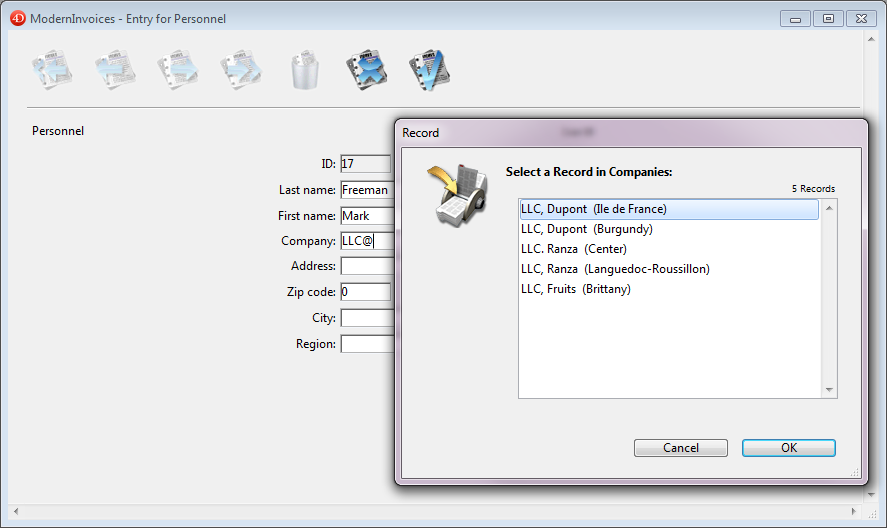 4D ModernInvoices - Entry for Personnel
Personnel
ID: 17
Last name: Freeman
First name: Mark
Company: LLC@
Address:
Zip code: 0
City:
Region:
Record
Select a Record in Companies:
5 Records
LLC, Dupont (Ile de France)
LLC, Dupont (Burgundy)
LLC. Ranza (Center)
LLC, Ranza (Languedoc-Roussillon)
LLC, Fruits (Brittany)
Cancel
OK